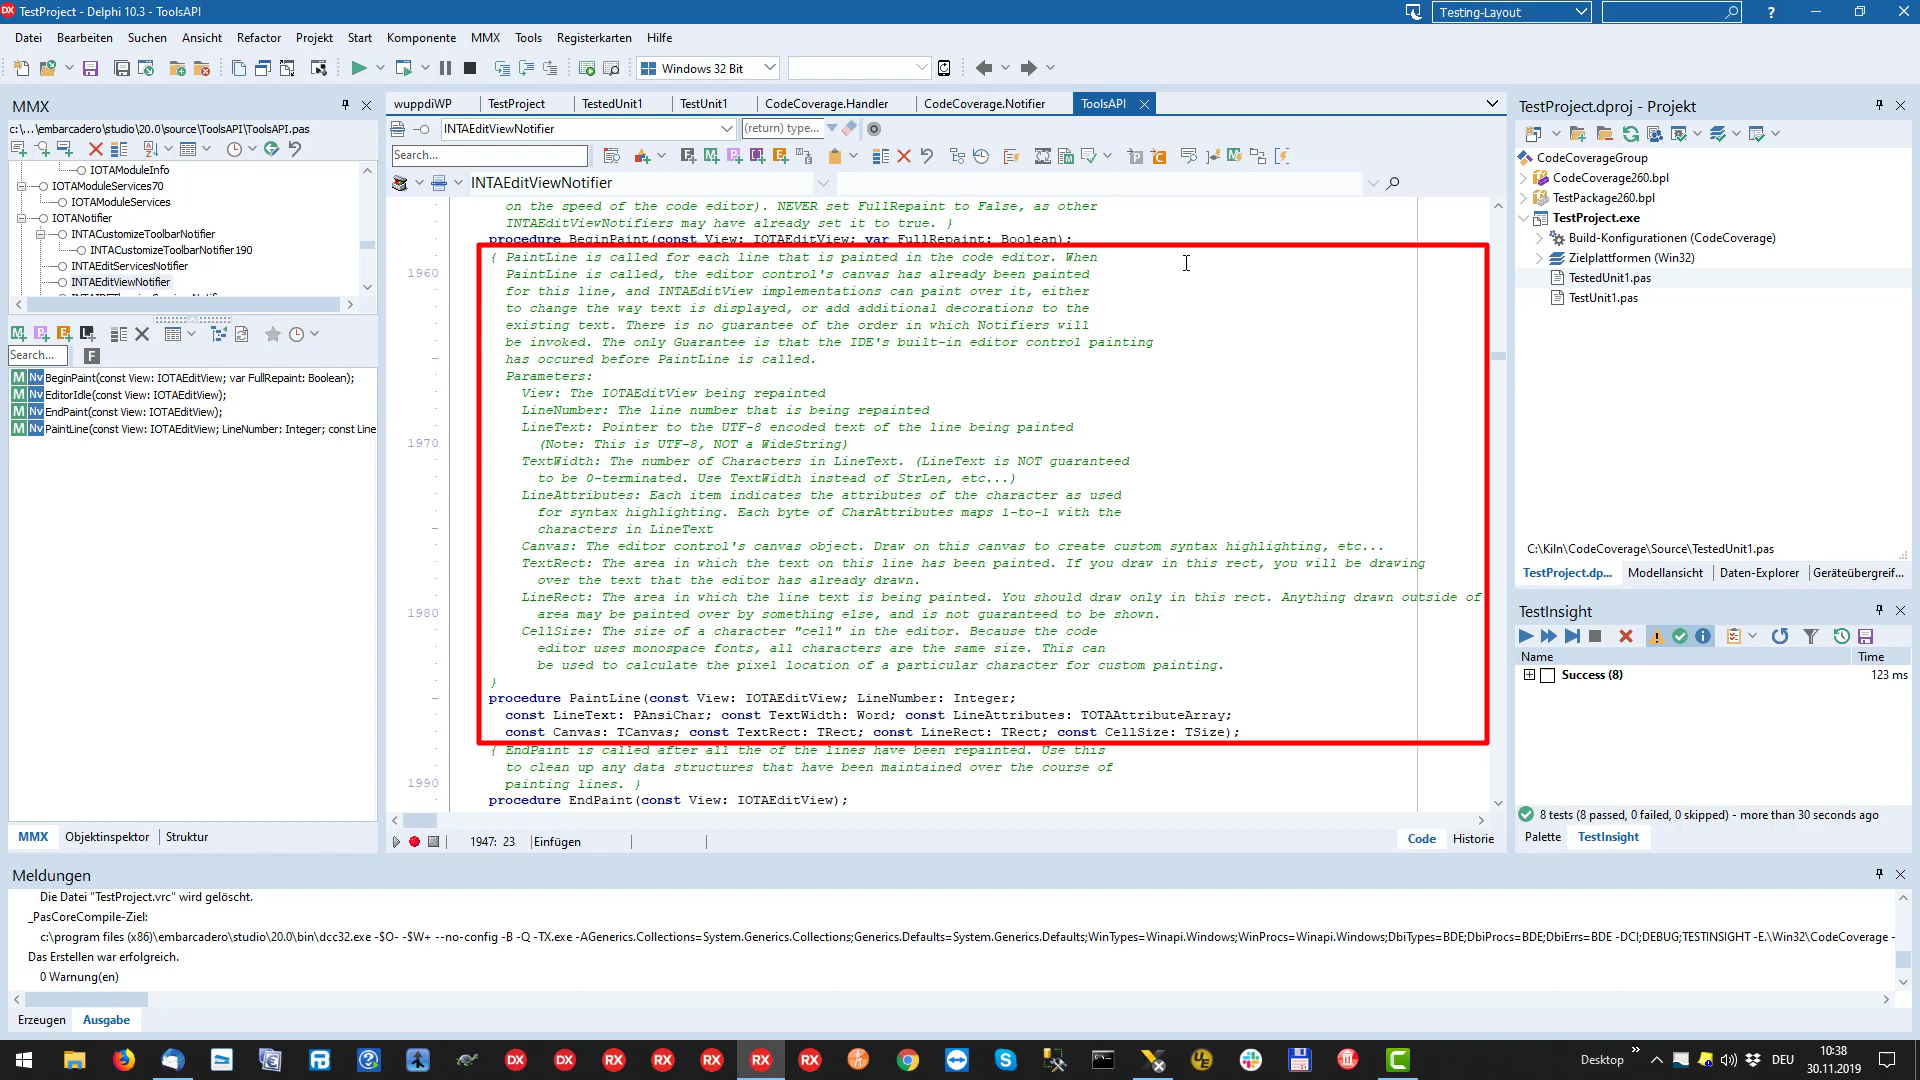 TestProject - Delphi 10.3 - ToolsAPI
Testing-Layout
Datei Bearbeiten Suchen Ansicht Refactor Projekt Start Komponente MMX Tools Registerkarten Hilfe
Windows 32 Bit
MMX
c:\...\embarcadero\studio\20.0\source\ToolsAPI\ToolsAPI.pas
IOTAModuleInfo
IOTAModuleServices70
IOTAModuleServices
IOTANotifier
INTACustomizeToolbarNotifier
INTACustomizeToolbarNotifier190
INTAEditServicesNotifier
INTAEditViewNotifier
Search...
F
BeginPaint(const View: IOTAEditView; var FullRepaint: Boolean);
EditorIdle(const View: IOTAEditView);
EndPaint(const View: IOTAEditView);
PaintLine(const View: IOTAEditView; LineNumber: Integer; const Line
MMX Objektinspektor Struktur
wuppdiWP TestProject TestedUnit1 TestUnit1 CodeCoverage.Handler CodeCoverage.Notifier ToolsAPI
INTAEditViewNotifier (return) type...
Search...
INTAEditViewNotifier
on the speed of the code editor). NEVER set FullRepaint to False, as other
INTAEditViewNotifiers may have already set it to true. }
procedure BeginPaint(const View: IOTAEditView; var FullRepaint: Boolean);
{ PaintLine is called for each line that is painted in the code editor. When
1960 PaintLine is called, the editor control's canvas has already been painted
for this line, and INTAEditView implementations can paint over it, either
to change the way text is displayed, or add additional decorations to the
existing text. There is no guarantee of the order in which Notifiers will
be invoked. The only Guarantee is that the IDE's built-in editor control painting
has occured before PaintLine is called.
Parameters:
View: The IOTAEditView being repainted
LineNumber: The line number that is being repainted
LineText: Pointer to the UTF-8 encoded text of the line being painted
1970 (Note: This is UTF-8, NOT a WideString)
TextWidth: The number of Characters in LineText. (LineText is NOT guaranteed
to be 0-terminated. Use TextWidth instead of StrLen, etc...)
LineAttributes: Each item indicates the attributes of the character as used
for syntax highlighting. Each byte of CharAttributes maps 1-to-1 with the
characters in LineText
Canvas: The editor control's canvas object. Draw on this canvas to create custom syntax highlighting, etc...
TextRect: The area in which the text on this line has been painted. If you draw in this rect, you will be drawing
over the text that the editor has already drawn.
LineRect: The area in which the line text is being painted. You should draw only in this rect. Anything drawn outside of
1980 area may be painted over by something else, and is not guaranteed to be shown.
CellSize: The size of a character "cell" in the editor. Because the code
editor uses monospace fonts, all characters are the same size. This can
be used to calculate the pixel location of a particular character for custom painting.
}
procedure PaintLine(const View: IOTAEditView; LineNumber: Integer;
const LineText: PAnsiChar; const TextWidth: Word; const LineAttributes: TOTAAttributeArray;
const Canvas: TCanvas; const TextRect: TRect; const LineRect: TRect; const CellSize: TSize);
{ EndPaint is called after all the of the lines have been repainted. Use this
to clean up any data structures that have been maintained over the course of
1990 painting lines. }
procedure EndPaint(const View: IOTAEditView);
1947: 23 Einfügen
Code Historie
TestProject.dproj - Projekt
CodeCoverageGroup
CodeCoverage260.bpl
TestPackage260.bpl
TestProject.exe
Build-Konfigurationen (CodeCoverage)
Zielplattformen (Win32)
TestedUnit1.pas
TestUnit1.pas
C:\Kiln\CodeCoverage\Source\TestedUnit1.pas
TestProject.dp... Modellansicht Daten-Explorer Geräteübergreif...
TestInsight
Name Time
Success (8) 123 ms
8 tests (8 passed, 0 failed, 0 skipped) - more than 30 seconds ago
Palette TestInsight
Meldungen
Die Datei "TestProject.vrc" wird gelöscht.
_PasCoreCompile-Ziel:
c:\program files (x86)\embarcadero\studio\20.0\bin\dcc32.exe -$O- -$W+ --no-config -B -Q -TX.exe -AGenerics.Collections=System.Generics.Collections;Generics.Defaults=System.Generics.Defaults;WinTypes=Winapi.Windows;WinProcs=Winapi.Windows;DbiTypes=BDE;DbiProcs=BDE;DbiErrs=BDE -DCI;DEBUG;TESTINSIGHT -E.\Win32\CodeCoverage -
Das Erstellen war erfolgreich.
0 Warnung(en)
Erzeugen Ausgabe
Desktop DEU
10:38
30.11.2019